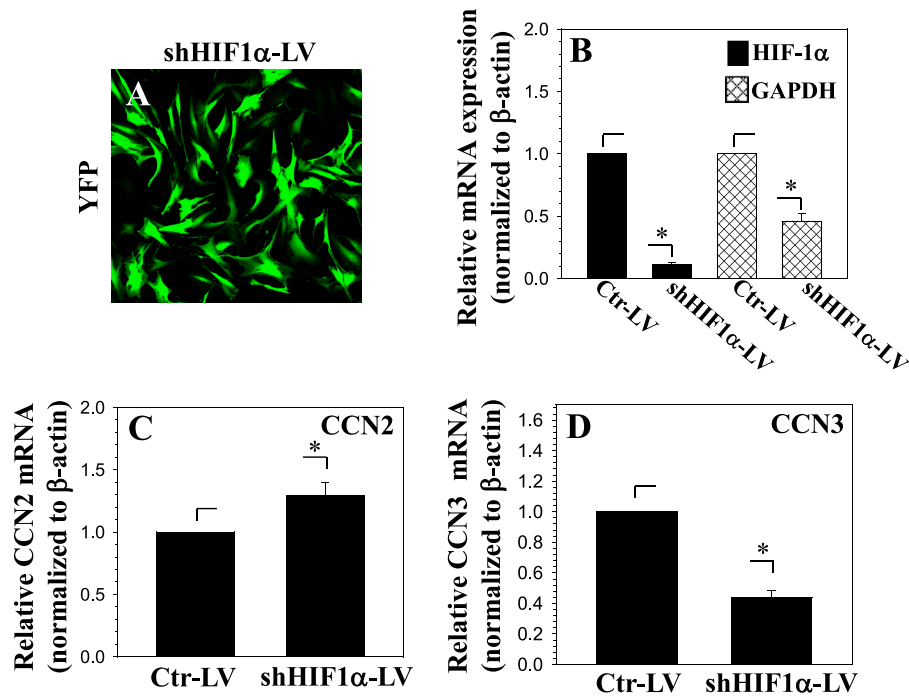 shHIF1α-LV
A
YFP
B
HIF-1α
GAPDH
Relative mRNA expression
(normalized to β-actin)
2.0
1.5
1.0
0.5
0.0
*
*
Ctr-LV
shHIF1α-LV
Ctr-LV
shHIF1α-LV
C
CCN2
Relative CCN2 mRNA
(normalized to β-actin)
2.0
1.5
1.0
0.5
0.0
*
Ctr-LV
shHIF1α-LV
D
CCN3
Relative CCN3 mRNA
(normalized to β-actin)
1.6
1.4
1.2
1.0
0.8
0.6
0.4
0.2
0.0
*
Ctr-LV
shHIF1α-LV